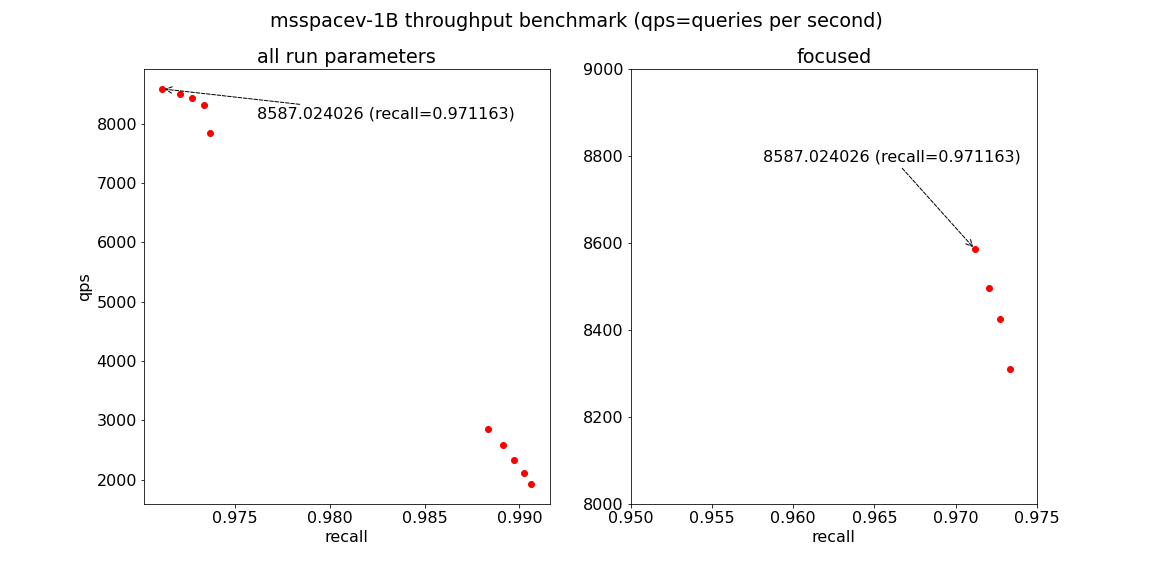 msspacev-1B throughput benchmark (qps=queries per second)
all run parameters
8587.024026 (recall=0.971163)
8000
7000
6000
5000
4000
3000
2000
qps
0.975 0.980 0.985 0.990
recall
focused
9000
8800
8600
8400
8200
8000
8587.024026 (recall=0.971163)
0.950 0.955 0.960 0.965 0.970 0.975
recall